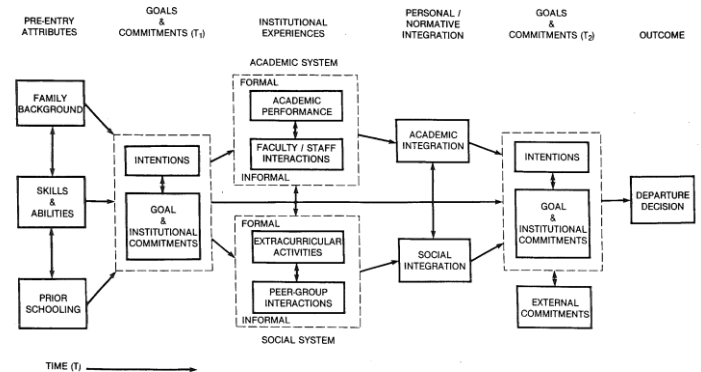 PRE-ENTRY
ATTRIBUTES
GOALS
&
COMMITMENTS (T₁)
INSTITUTIONAL
EXPERIENCES
PERSONAL /
NORMATIVE
INTEGRATION
GOALS
&
COMMITMENTS (T₂)
OUTCOME
FAMILY
BACKGROUND
SKILLS
&
ABILITIES
PRIOR
SCHOOLING
INTENTIONS
GOAL
&
INSTITUTIONAL
COMMITMENTS
ACADEMIC SYSTEM
FORMAL
ACADEMIC
PERFORMANCE
FACULTY / STAFF
INTERACTIONS
INFORMAL
FORMAL
EXTRACURRICULAR
ACTIVITIES
PEER-GROUP
INTERACTIONS
INFORMAL
SOCIAL SYSTEM
ACADEMIC
INTEGRATION
SOCIAL
INTEGRATION
INTENTIONS
GOAL
&
INSTITUTIONAL
COMMITMENTS
EXTERNAL
COMMITMENTS
DEPARTURE
DECISION
TIME (T)